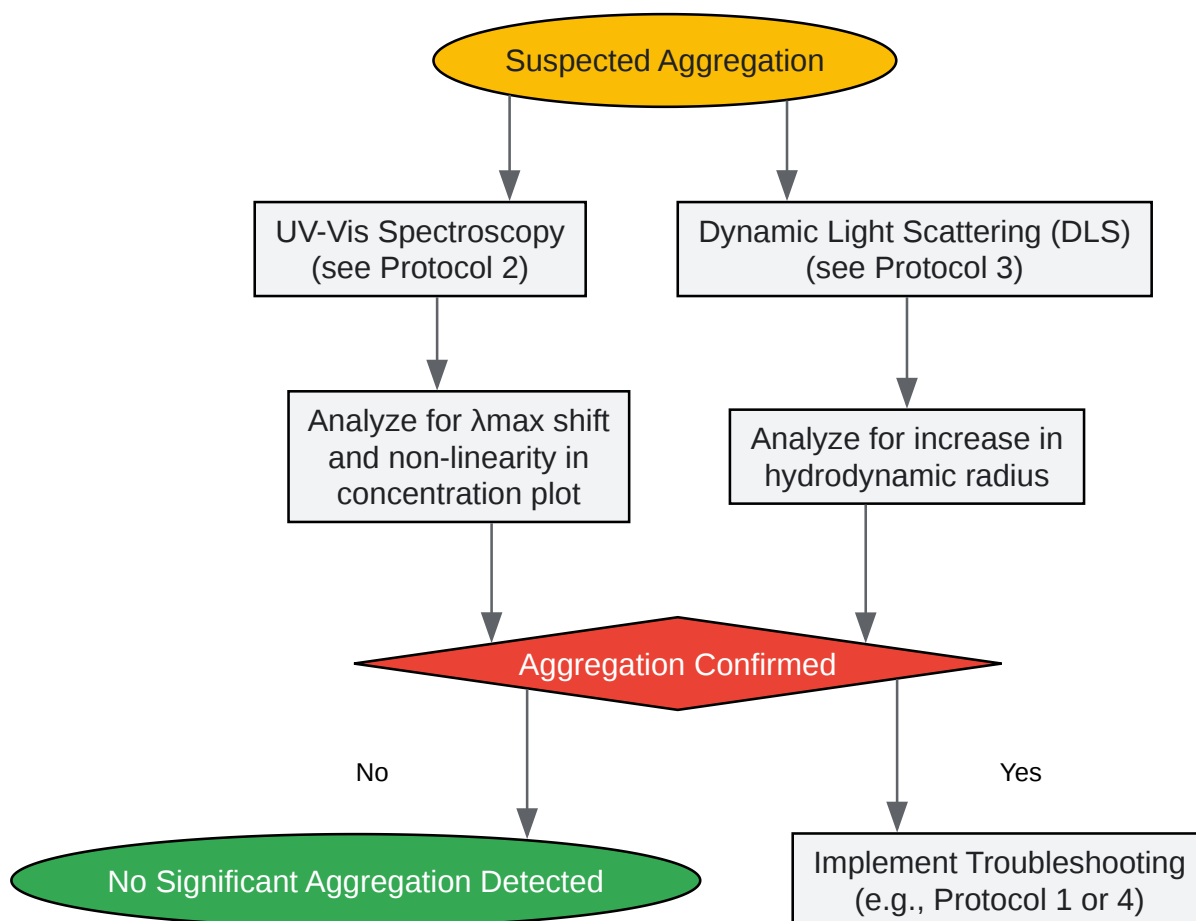 Suspected Aggregation
UV-Vis Spectroscopy
(see Protocol 2)
Dynamic Light Scattering (DLS)
(see Protocol 3)
Analyze for λmax shift
and non-linearity in
concentration plot
Analyze for increase in
hydrodynamic radius
Aggregation Confirmed
No
Yes
No Significant Aggregation Detected
Implement Troubleshooting
(e.g., Protocol 1 or 4)